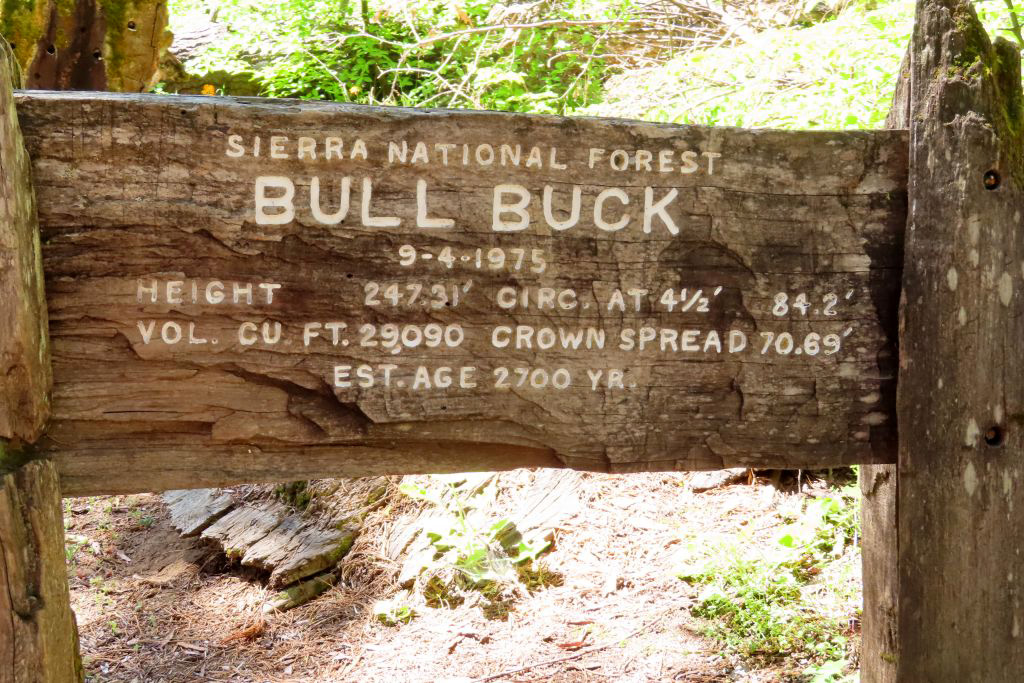 SIERRA NATIONAL FOREST
BULL BUCK
9-4-1975
HEIGHT 247.31' CIRC. AT 4½' 84.2'
VOL. CU FT. 29090 CROWN SPREAD 70.69'
EST. AGE 2700 YR.